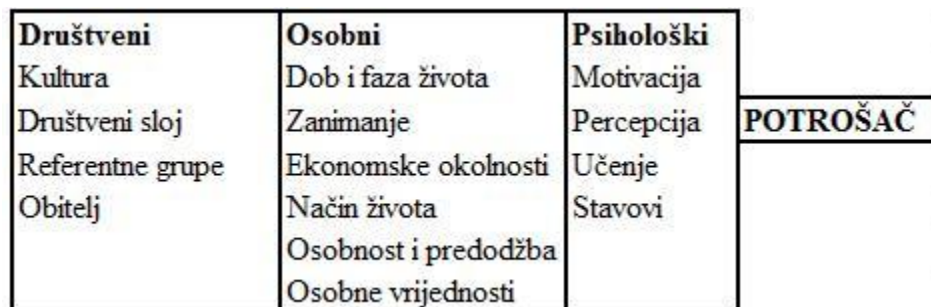 Društveni
Kultura
Društveni sloj
Referentne grupe
Obitelj
Osobni
Dob i faza života
Zanimanje
Ekonomske okolnosti
Način života
Osobnost i predodžba
Osobne vrijednosti
Psihološki
Motivacija
Percepcija
Učenje
Stavovi
POTROŠAČ